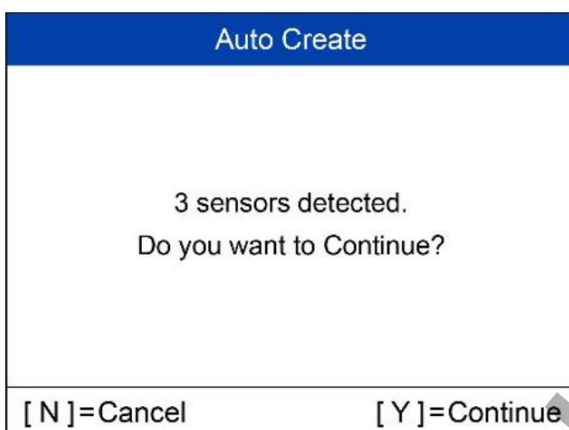 Auto Create
3 sensors detected.
Do you want to Continue?
[ N ]=Cancel [ Y ]=Continue